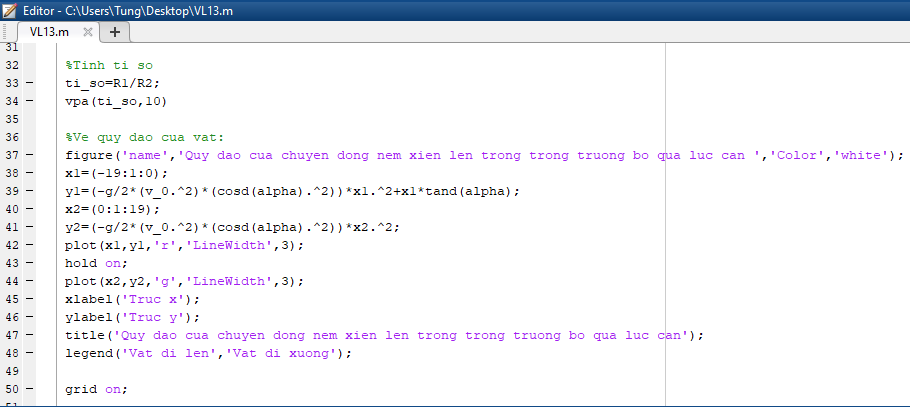 Editor - C:\Users\Tung\Desktop\VL13.m
VL13.m
31
32 %Tinh ti so
33 - ti_so=R1/R2;
34 - vpa(ti_so,10)
35
36 %Ve quy dao cua vat:
37 - figure('name','Quy dao cua chuyen dong nem xien len trong trong truong bo qua luc can ','Color','white');
38 - x1=(-19:1:0);
39 - y1=(-g/2*(v_0.^2)*(cosd(alpha).^2))*x1.^2+x1*tand(alpha);
40 - x2=(0:1:19);
41 - y2=(-g/2*(v_0.^2)*(cosd(alpha).^2))*x2.^2;
42 - plot(x1,y1,'r','LineWidth',3);
43 - hold on;
44 - plot(x2,y2,'g','LineWidth',3);
45 - xlabel('Truc x');
46 - ylabel('Truc y');
47 - title('Quy dao cua chuyen dong nem xien len trong trong truong bo qua luc can');
48 - legend('Vat di len','Vat di xuong');
49
50 - grid on;